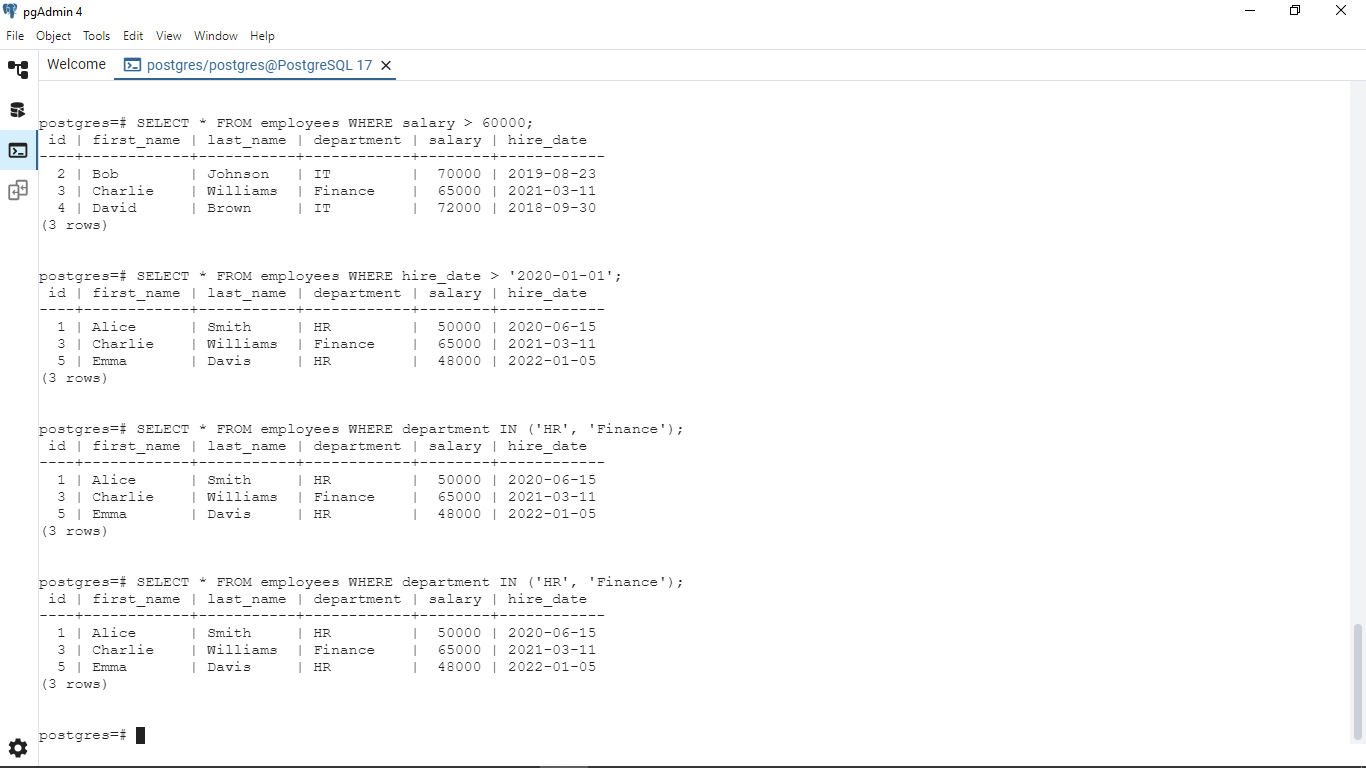 pgAdmin 4
File Object Tools Edit View Window Help
Welcome postgres/postgres@PostgreSQL 17
postgres=# SELECT * FROM employees WHERE salary > 60000;
 id | first_name | last_name | department | salary | hire_date
----+------------+-----------+------------+--------+------------
  2 | Bob        | Johnson   | IT         |  70000 | 2019-08-23
  3 | Charlie    | Williams  | Finance    |  65000 | 2021-03-11
  4 | David      | Brown     | IT         |  72000 | 2018-09-30
(3 rows)
postgres=# SELECT * FROM employees WHERE hire_date > '2020-01-01';
 id | first_name | last_name | department | salary | hire_date
----+------------+-----------+------------+--------+------------
  1 | Alice      | Smith     | HR         |  50000 | 2020-06-15
  3 | Charlie    | Williams  | Finance    |  65000 | 2021-03-11
  5 | Emma       | Davis     | HR         |  48000 | 2022-01-05
(3 rows)
postgres=# SELECT * FROM employees WHERE department IN ('HR', 'Finance');
 id | first_name | last_name | department | salary | hire_date
----+------------+-----------+------------+--------+------------
  1 | Alice      | Smith     | HR         |  50000 | 2020-06-15
  3 | Charlie    | Williams  | Finance    |  65000 | 2021-03-11
  5 | Emma       | Davis     | HR         |  48000 | 2022-01-05
(3 rows)
postgres=# SELECT * FROM employees WHERE department IN ('HR', 'Finance');
 id | first_name | last_name | department | salary | hire_date
----+------------+-----------+------------+--------+------------
  1 | Alice      | Smith     | HR         |  50000 | 2020-06-15
  3 | Charlie    | Williams  | Finance    |  65000 | 2021-03-11
  5 | Emma       | Davis     | HR         |  48000 | 2022-01-05
(3 rows)
postgres=#